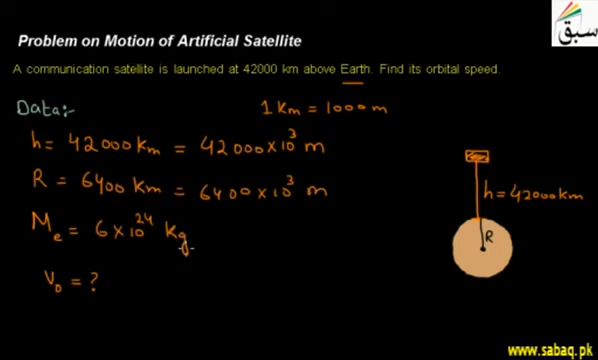 سبق
Problem on Motion of Artificial Satellite
A communication satellite is launched at 42000 km above Earth. Find its orbital speed.
Data:-
1 Km = 1000 m
h = 42000 Km = 42000 × 10³ m
R = 6400 Km = 6400 × 10³ m
Mₑ = 6 × 10²⁴ Kg
V₀ = ?
h = 42000 Km
R
www.sabaq.pk